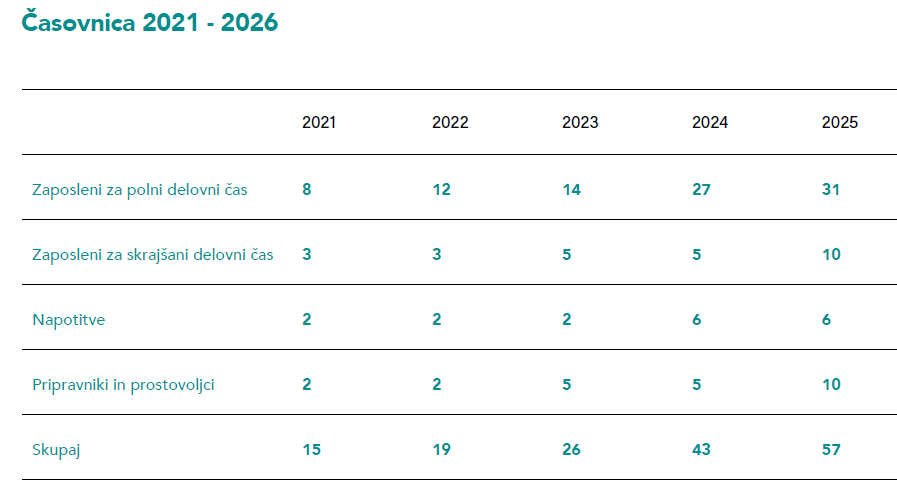 Časovnica 2021 - 2026
2021 2022 2023 2024 2025
Zaposleni za polni delovni čas 8 12 14 27 31
Zaposleni za skrajšani delovni čas 3 3 5 5 10
Napotitve 2 2 2 6 6
Pripravniki in prostovoljci 2 2 5 5 10
Skupaj 15 19 26 43 57